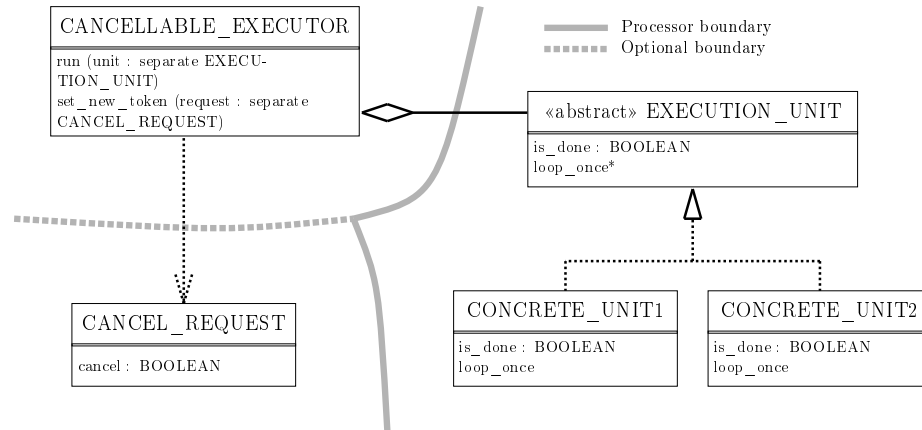 CANCELLABLE_EXECUTOR
run (unit : separate EXECU-
TION_UNIT)
set_new_token (request : separate
CANCEL_REQUEST)
Processor boundary
Optional boundary
«abstract» EXECUTION_UNIT
is_done : BOOLEAN
loop_once*
CANCEL_REQUEST
cancel : BOOLEAN
CONCRETE_UNIT1
is_done : BOOLEAN
loop_once
CONCRETE_UNIT2
is_done : BOOLEAN
loop_once